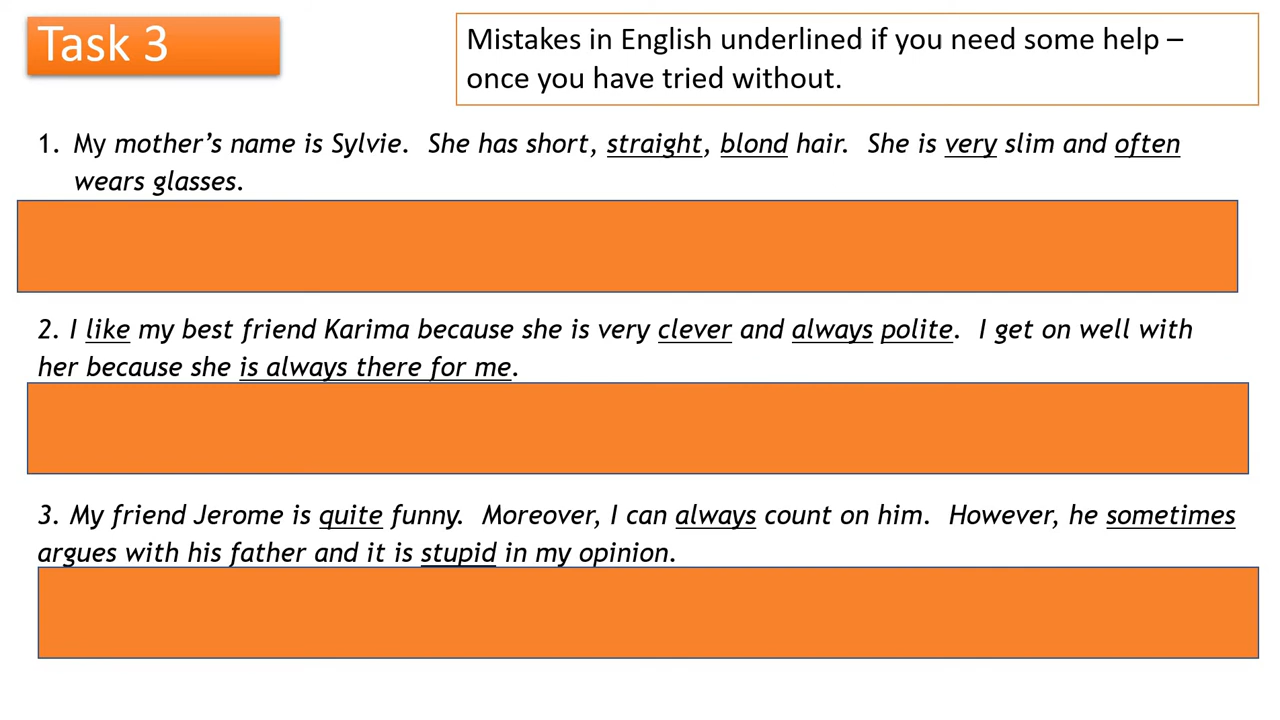 Task 3
Mistakes in English underlined if you need some help –
once you have tried without.
1. My mother’s name is Sylvie. She has short, straight, blond hair. She is very slim and often
wears glasses.
2. I like my best friend Karima because she is very clever and always polite. I get on well with
her because she is always there for me.
3. My friend Jerome is quite funny. Moreover, I can always count on him. However, he sometimes
argues with his father and it is stupid in my opinion.